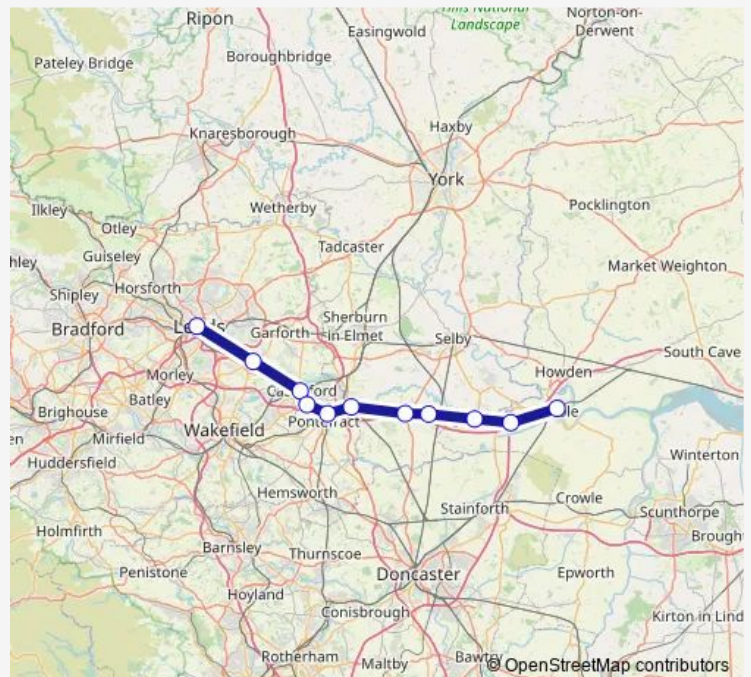 Ripon
Norton-on-
Derwent
Hills National
Landscape
Easingwold
Boroughbridge
Pateley Bridge
Haxby
Knaresborough
York
Ilkley
Wetherby
Pocklington
Otley
Tadcaster
Guiseley
hley
Market Weighton
Shipley
Horsforth
Sherburn
in Elmet
Bradford
Garforth
Selby
South Cave
Howden
Morley
Batley
Brighouse
Pontefract
en
Mirfield
Wakefield
Huddersfield
Winterton
Hemsworth
Crowle
Stainforth
Scunthorpe
Holmfirth
Brough
Barnsley
Thurnscoe
Penistone
Doncaster
Epworth
Hoyland
Conisbrough
Kirton in Lind
Rotherham
Maltby
Bawtry
© OpenStreetMap contributors